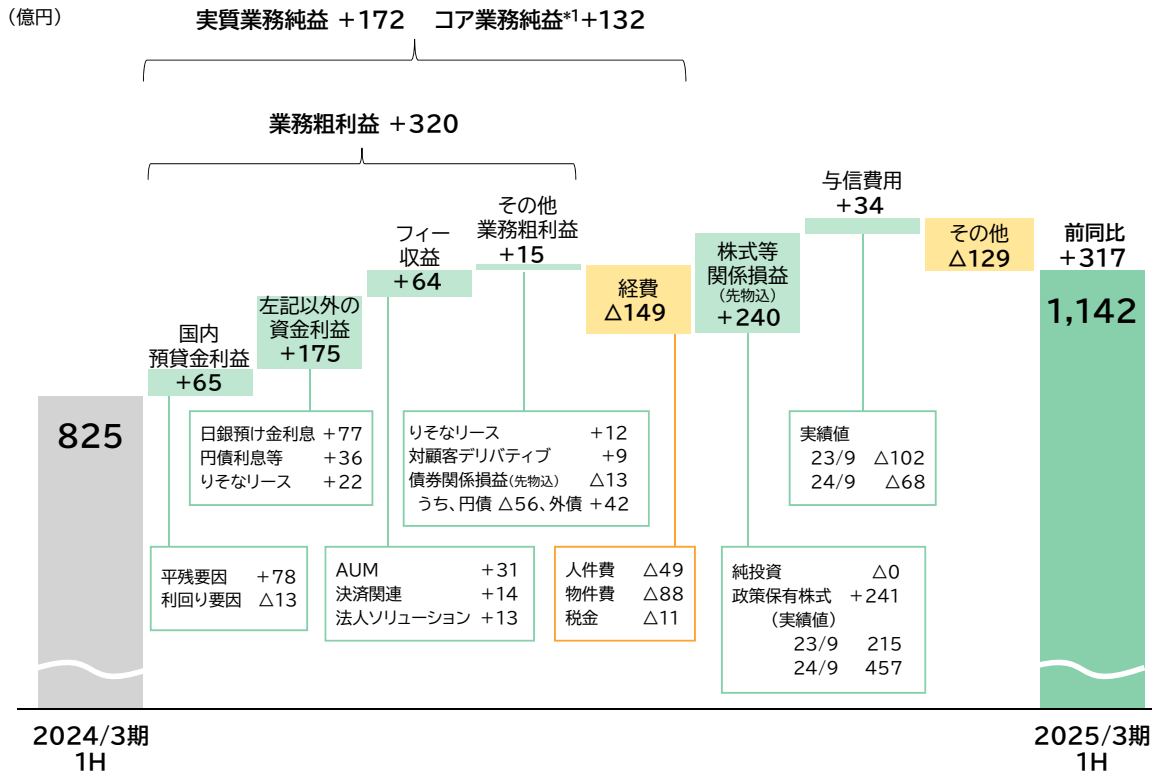 （億円）
実質業務純益 +172 コア業務純益*1+132
業務粗利益 +320
国内
預貸金利益
+65
左記以外の
資金利益
+175
フィー
収益
+64
その他
業務粗利益
+15
経費
△149
株式等
関係損益
(先物込)
+240
与信費用
+34
その他
△129
前同比
+317
825
1,142
日銀預け金利息 +77
円債利息等 +36
りそなリース +22
りそなリース +12
対顧客デリバティブ +9
債券関係損益(先物込) △13
うち、円債 △56、外債 +42
実績値
23/9 △102
24/9 △68
平残要因 +78
利回り要因 △13
AUM +31
決済関連 +14
法人ソリューション +13
人件費 △49
物件費 △88
税金 △11
純投資 △0
政策保有株式 +241
（実績値）
23/9 215
24/9 457
2024/3期
1H
2025/3期
1H